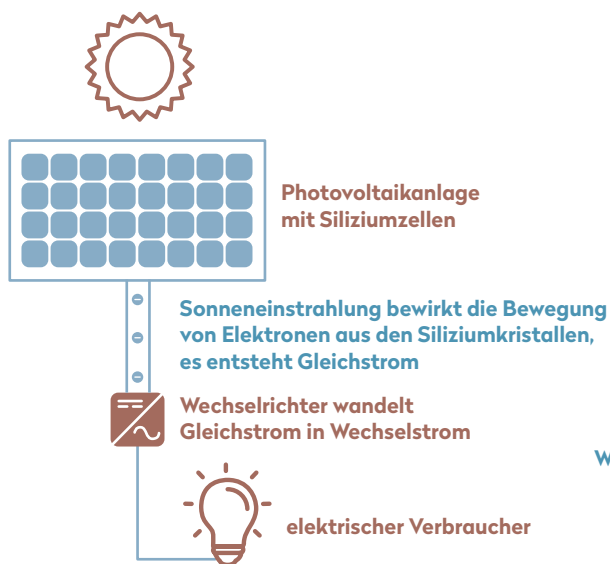 Photovoltaikanlage
mit Siliziumzellen
Sonneneinstrahlung bewirkt die Bewegung
von Elektronen aus den Siliziumkristallen,
es entsteht Gleichstrom
Wechselrichter wandelt
Gleichstrom in Wechselstrom
W
elektrischer Verbraucher